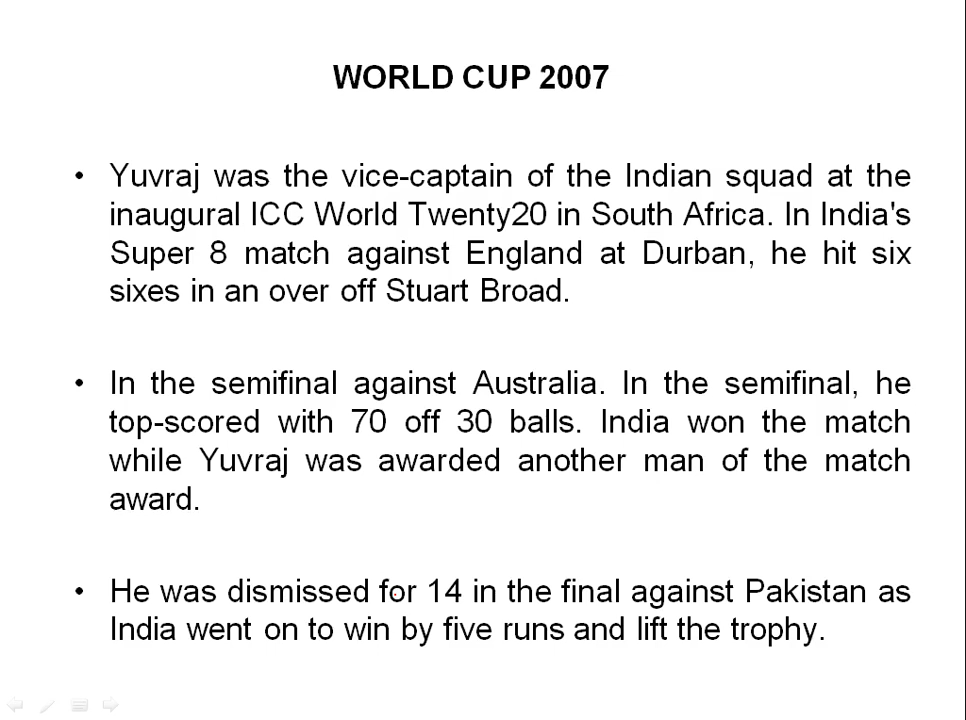 WORLD CUP 2007
• Yuvraj was the vice-captain of the Indian squad at the
inaugural ICC World Twenty20 in South Africa. In India's
Super 8 match against England at Durban, he hit six
sixes in an over off Stuart Broad.
• In the semifinal against Australia. In the semifinal, he
top-scored with 70 off 30 balls. India won the match
while Yuvraj was awarded another man of the match
award.
• He was dismissed for 14 in the final against Pakistan as
India went on to win by five runs and lift the trophy.